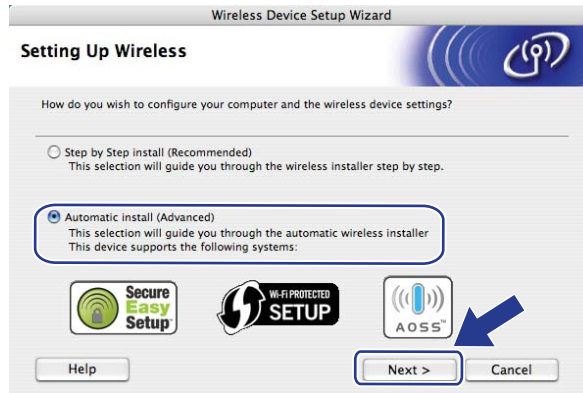 Wireless Device Setup Wizard
Setting Up Wireless
How do you wish to configure your computer and the wireless device settings?
Step by Step install (Recommended)
This selection will guide you through the wireless installer step by step.
Automatic install (Advanced)
This selection will guide you through the automatic wireless installer
This device supports the following systems:
Secure
Easy
Setup
Wi-Fi PROTECTED
SETUP
AOSS™
Help
Next >
Cancel